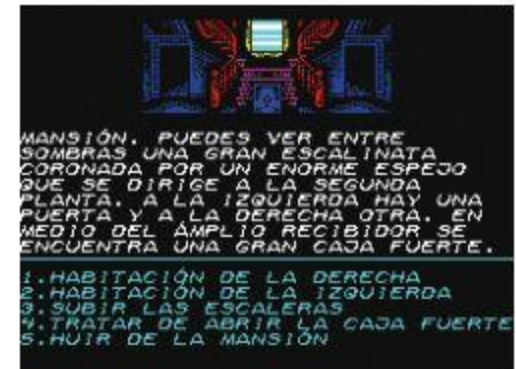 MANSIÓN. PUEDES VER ENTRE
SOMBRAS UNA GRAN ESCALINATA
CORONADA POR UN ENORME ESPEJO
QUE SE DIRIGE A LA SEGUNDA
PLANTA. A LA IZQUIERDA HAY UNA
PUERTA Y A LA DERECHA OTRA. EN
MEDIO DEL ÁMPLIO RECIBIDOR SE
ENCUENTRA UNA GRAN CAJA FUERTE.
1.HABITACIÓN DE LA DERECHA
2.HABITACIÓN DE LA IZQUIERDA
3.SUBIR LAS ESCALERAS
4.TRATAR DE ABRIR LA CAJA FUERTE
5.HUIR DE LA MANSIÓN